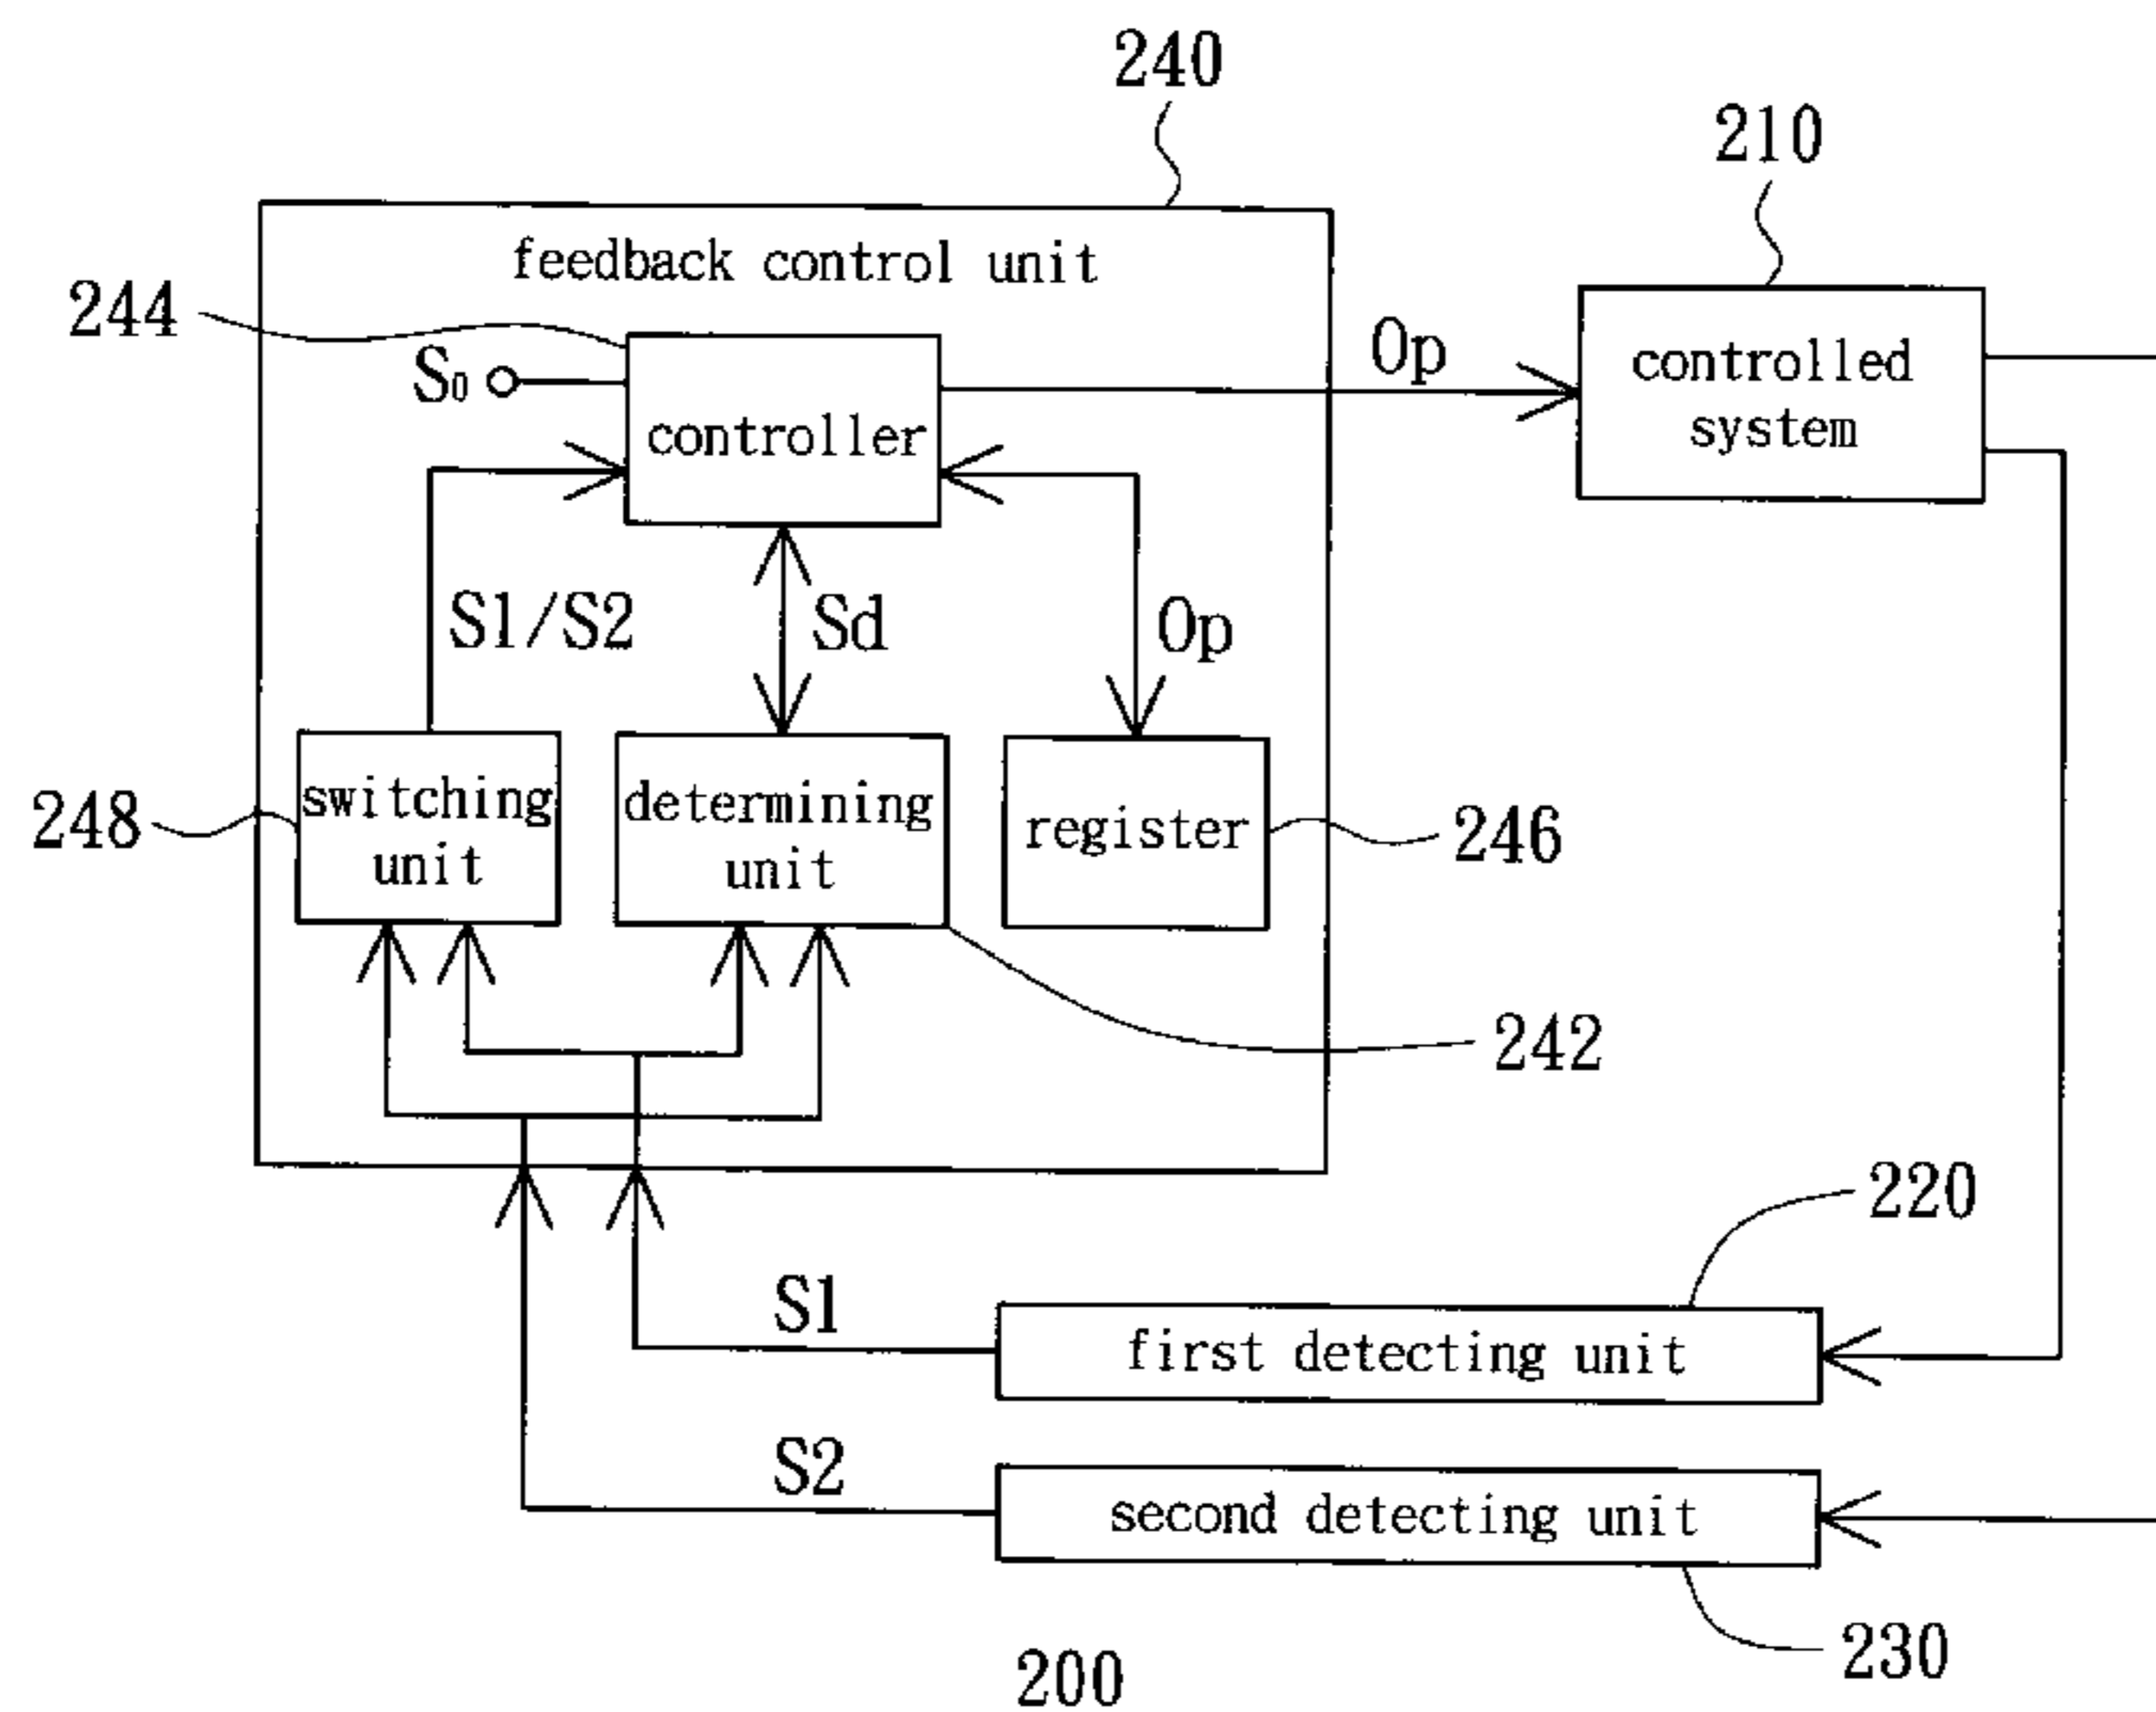 240
210
feedback control unit
244
S0
Op
controlled
system
controller
S1/S2
Sd
Op
switching
unit
determining
unit
register
248
246
242
220
S1
first detecting unit
S2
second detecting unit
230
200